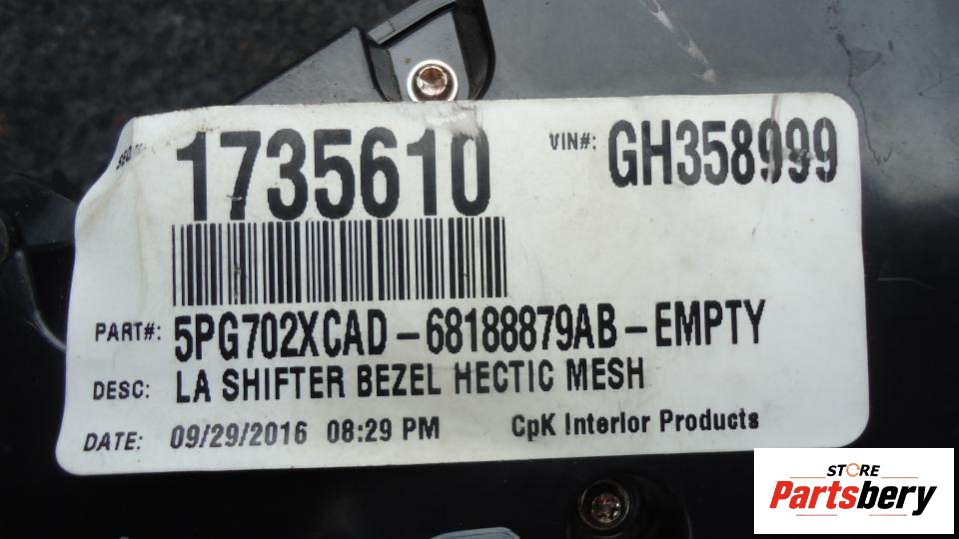 1735610
VIN#: GH358999
PART#: 5PG702XCAD-68188879AB-EMPTY
DESC: LA SHIFTER BEZEL HECTIC MESH
DATE: 09/29/2016 08:29 PM CpK Interior Products
STORE
Partsbery